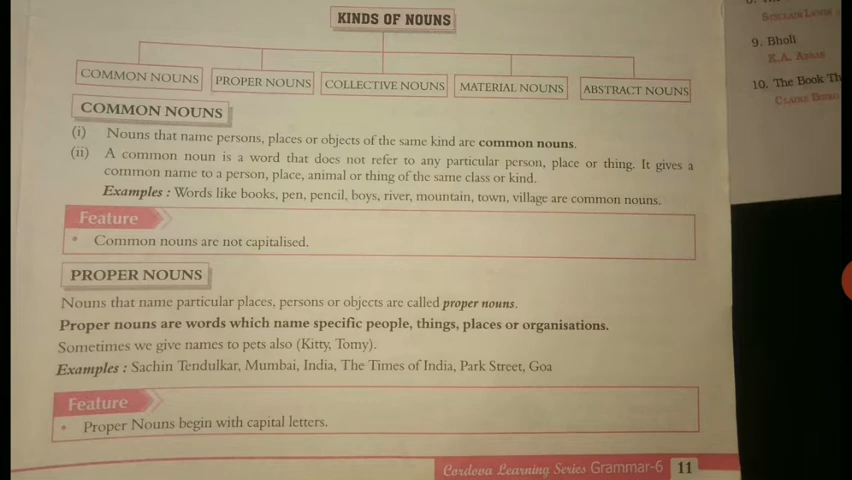 KINDS OF NOUNS
COMMON NOUNS
PROPER NOUNS
COLLECTIVE NOUNS
MATERIAL NOUNS
ABSTRACT NOUNS
COMMON NOUNS
(i) Nouns that name persons, places or objects of the same kind are common nouns.
(ii) A common noun is a word that does not refer to any particular person, place or thing. It gives a
common name to a person, place, animal or thing of the same class or kind.
Examples : Words like books, pen, pencil, boys, river, mountain, town, village are common nouns.
Feature
• Common nouns are not capitalised.
PROPER NOUNS
Nouns that name particular places, persons or objects are called proper nouns.
Proper nouns are words which name specific people, things, places or organisations.
Sometimes we give names to pets also (Kitty, Tomy).
Examples : Sachin Tendulkar, Mumbai, India, The Times of India, Park Street, Goa
Feature
• Proper Nouns begin with capital letters.
Cordova Learning Series Grammar-6 11
9. Bholi
K.A. Abbas
10. The Book